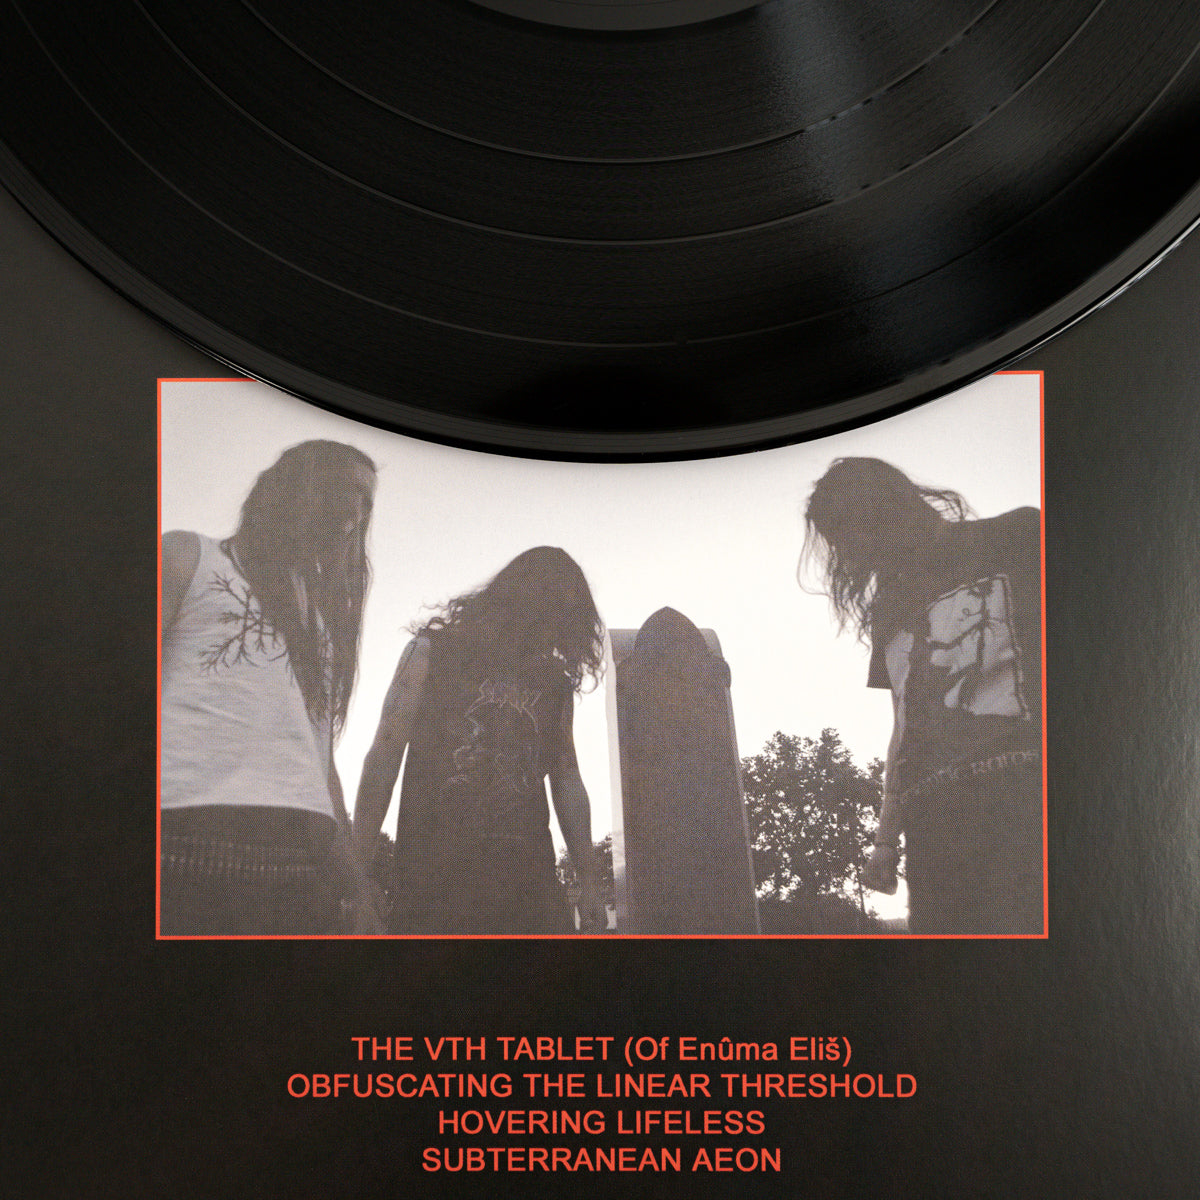 THE VTH TABLET (Of Enûma Eliš)
OBFUSCATING THE LINEAR THRESHOLD
HOVERING LIFELESS
SUBTERRANEAN AEON